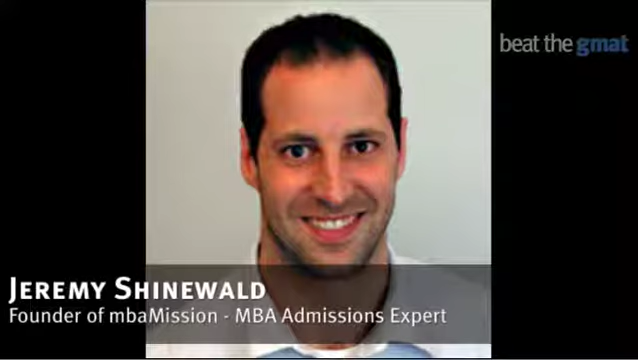 beat the gmat
JEREMY SHINEWALD
Founder of mbaMission - MBA Admissions Expert